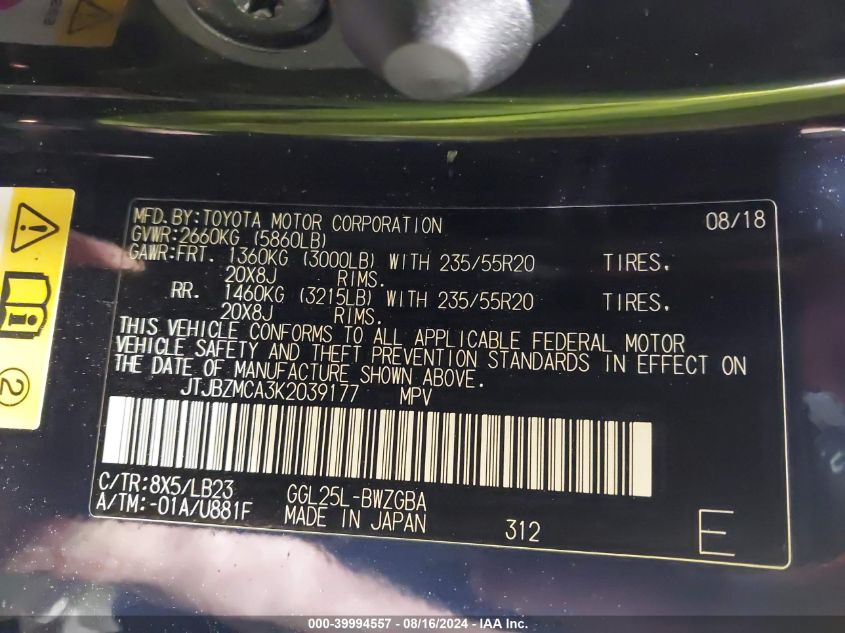 MFD.BY:TOYOTA MOTOR CORPORATION 08/18
GVWR:2660KG (5860LB)
GAWR:FRT. 1360KG (3000LB) WITH 235/55R20 TIRES.
20X8J RIMS.
RR. 1460KG (3215LB) WITH 235/55R20 TIRES.
20X8J RIMS.
THIS VEHICLE CONFORMS TO ALL APPLICABLE FEDERAL MOTOR
VEHICLE SAFETY AND THEFT PREVENTION STANDARDS IN EFFECT ON
THE DATE OF MANUFACTURE SHOWN ABOVE.
JTJBZMCA3K2039177 MPV
C/TR:8X5/LB23 GGL25L-BWZGBA
A/TM:-01A/U881F MADE IN JAPAN 312 E
2
000-39994557 - 08/16/2024 - IAA Inc.